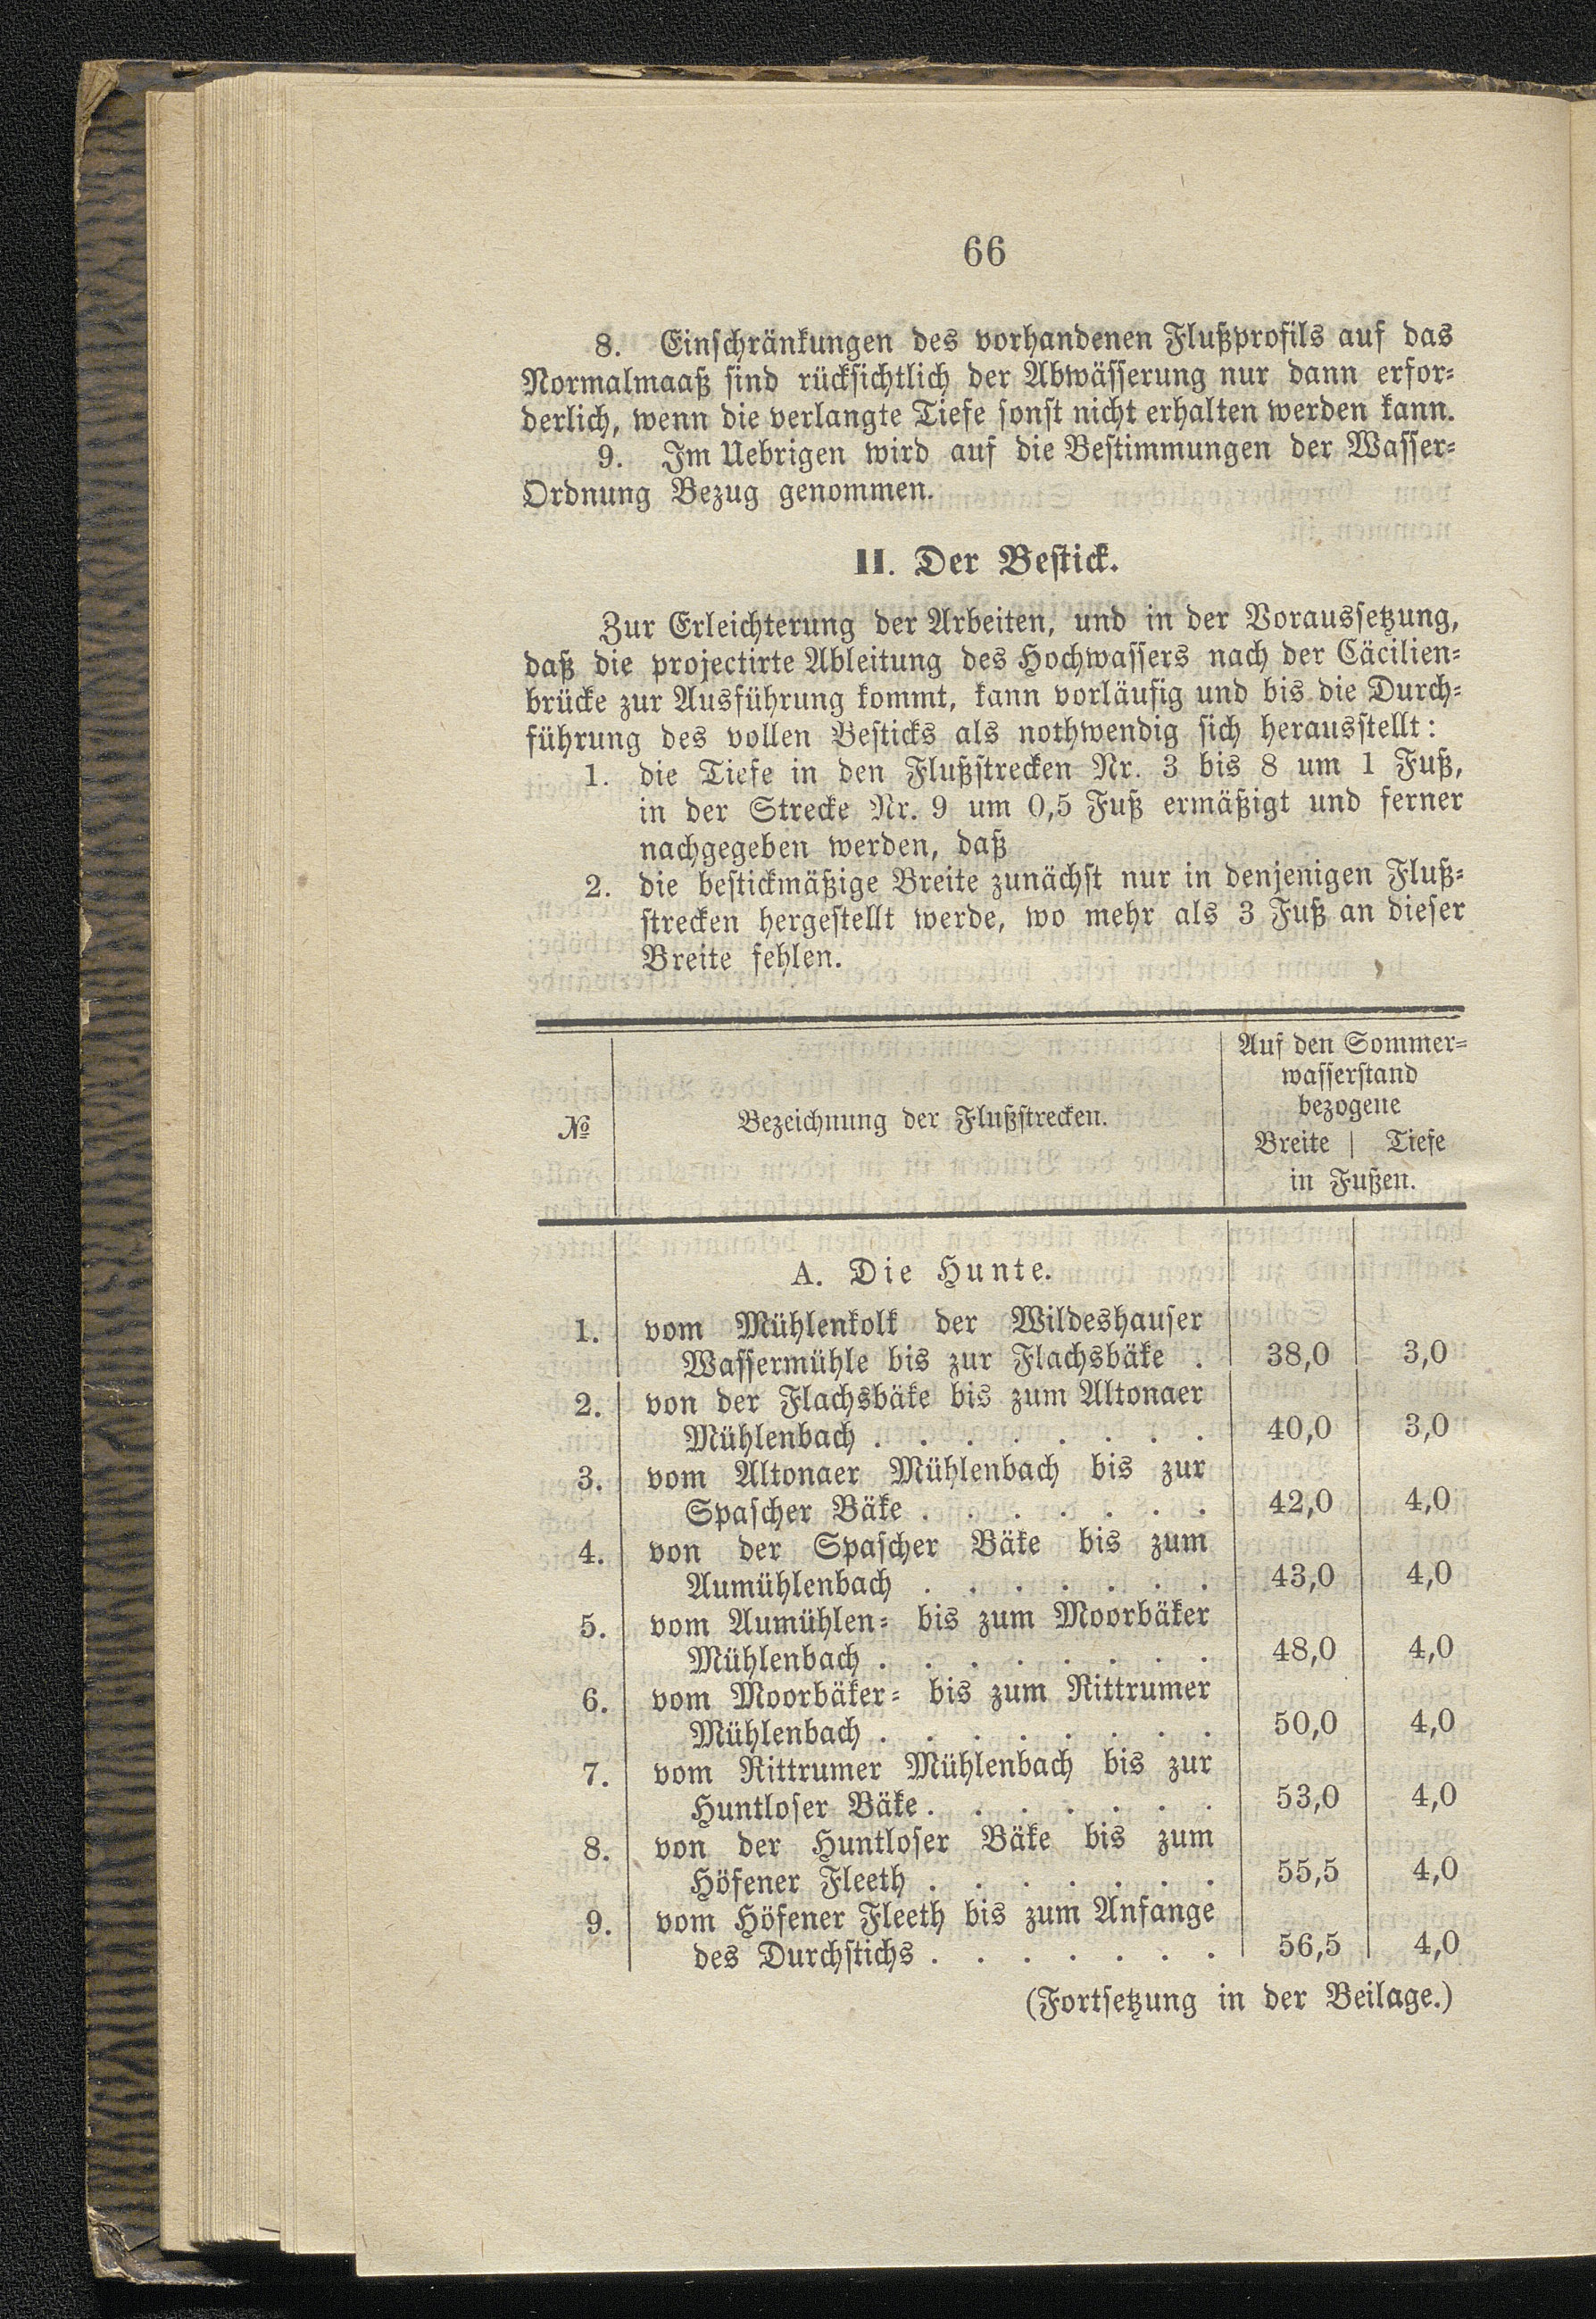 66
8. Einschränkungen des vorhandenen Flußprofils auf das
Normalmaaß sind rücksichtlich der Abwässerung nur dann erfor-
derlich, wenn die verlangte Tiefe sonst nicht erhalten werden kann.
9. Im Uebrigen wird auf die Bestimmungen der Wasser-
Ordnung Bezug genommen.
II. Der Bestick.
Zur Erleichterung der Arbeiten, und in der Voraussetzung,
daß die projectirte Ableitung des Hochwassers nach der Cäcilien-
brücke zur Ausführung kommt, kann vorläufig und bis die Durch-
führung des vollen Besticks als nothwendig sich herausstellt:
1. die Tiefe in den Flußstrecken Nr. 3 bis 8 um 1 Fuß,
in der Strecke Nr. 9 um 0,5 Fuß ermäßigt und ferner
nachgegeben werden, daß
2. die bestickmäßige Breite zunächst nur in denjenigen Fluß-
strecken hergestellt werde, wo mehr als 3 Fuß an dieser
Breite fehlen.
№ Bezeichnung der Flußstrecken. Auf den Sommer-
wasserstand
bezogene
Breite | Tiefe
in Fußen.
A. Die Hunte.
1. vom Mühlenkolk der Wildeshauser
Wassermühle bis zur Flachsbäke . 38,0 3,0
2. von der Flachsbäke bis zum Altonaer
Mühlenbach . . . . . . . . 40,0 3,0
3. vom Altonaer Mühlenbach bis zur
Spascher Bäke . . . . . . . 42,0 4,0
4. von der Spascher Bäke bis zum
Aumühlenbach . . . . . . . 43,0 4,0
5. vom Aumühlen- bis zum Moorbäker
Mühlenbach . . . . . . . . 48,0 4,0
6. vom Moorbäker- bis zum Rittrumer
Mühlenbach . . . . . . . . 50,0 4,0
7. vom Rittrumer Mühlenbach bis zur
Huntloser Bäke . . . . . . . 53,0 4,0
8. von der Huntloser Bäke bis zum
Höfener Fleeth . . . . . . . 55,5 4,0
9. vom Höfener Fleeth bis zum Anfange
des Durchstichs . . . . . . . 56,5 4,0
(Fortsetzung in der Beilage.)